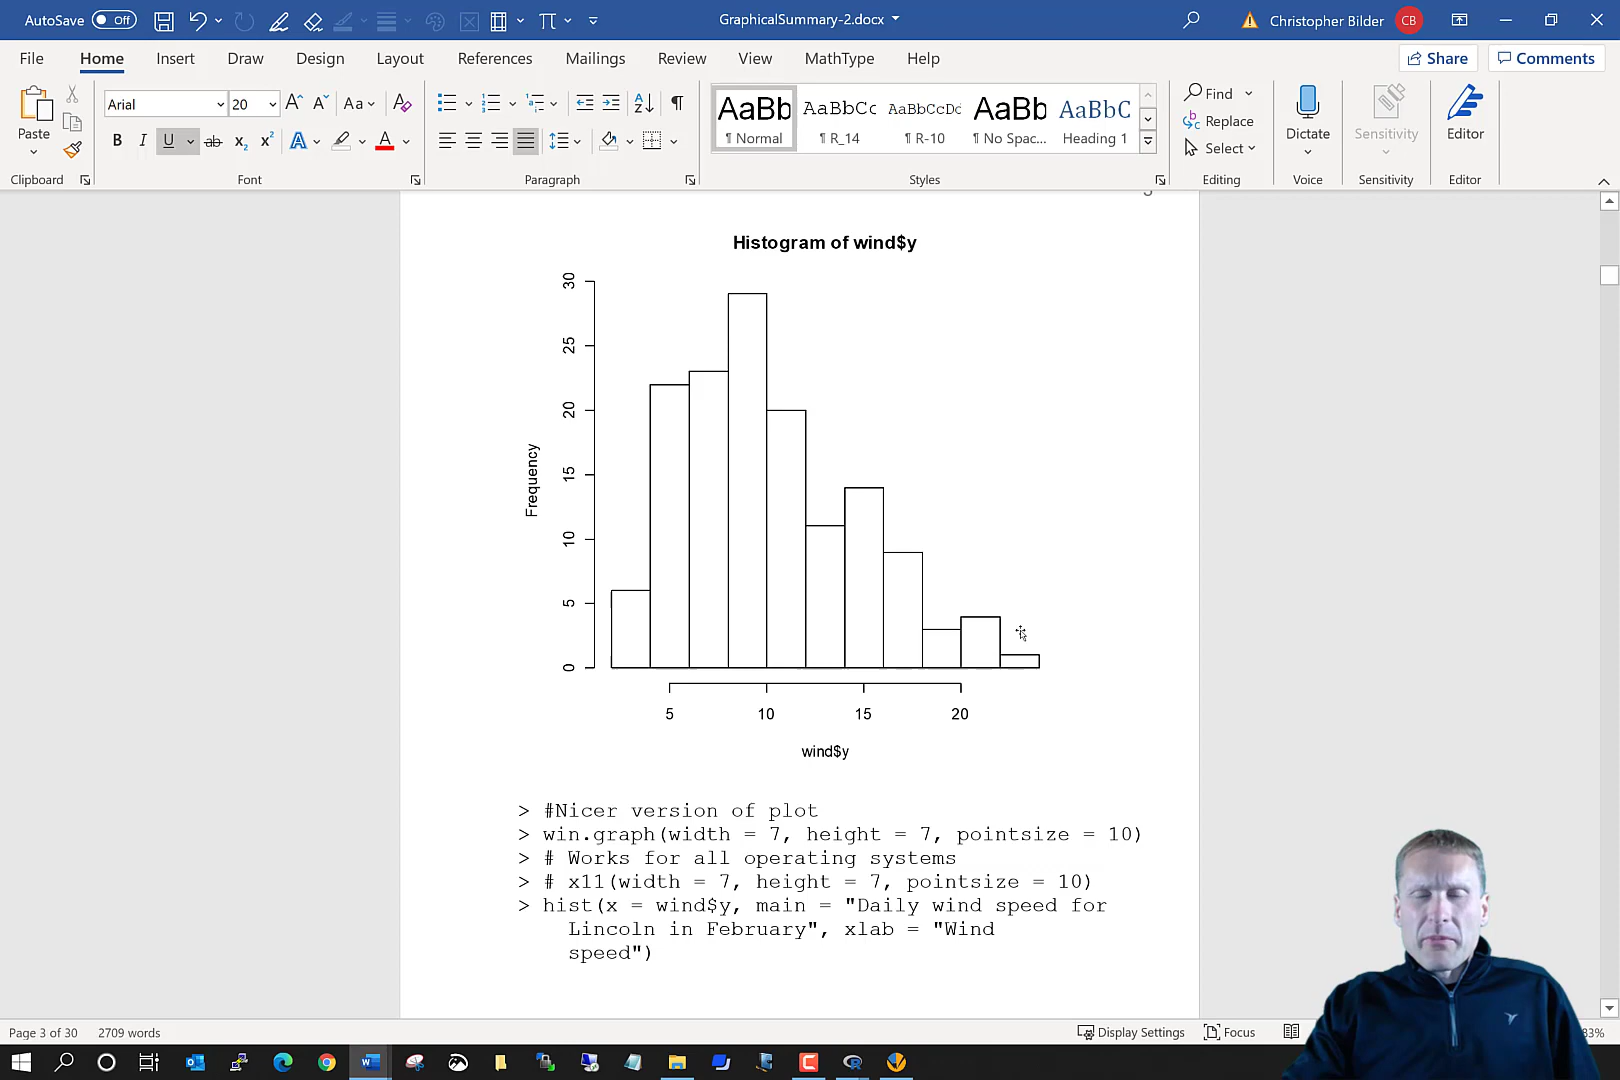 AutoSave Off GraphicalSummary-2.docx Christopher Bilder CB
File Home Insert Draw Design Layout References Mailings Review View MathType Help Share Comments
Paste
Arial 20
Aa
B I U ab x₂ x² A A
AaBb AaBbCc AaBbCcDd AaBb AaBbC
¶ Normal ¶ R_14 ¶ R-10 ¶ No Spac... Heading 1
Find
Replace
Select
Dictate
Sensitivity
Editor
Clipboard Font Paragraph Styles Editing Voice Sensitivity Editor
Histogram of wind$y
Frequency
30
25
20
15
10
5
0
5 10 15 20
wind$y
> #Nicer version of plot
> win.graph(width = 7, height = 7, pointsize = 10)
> # Works for all operating systems
> # x11(width = 7, height = 7, pointsize = 10)
> hist(x = wind$y, main = "Daily wind speed for
Lincoln in February", xlab = "Wind
speed")
Page 3 of 30 2709 words Display Settings Focus